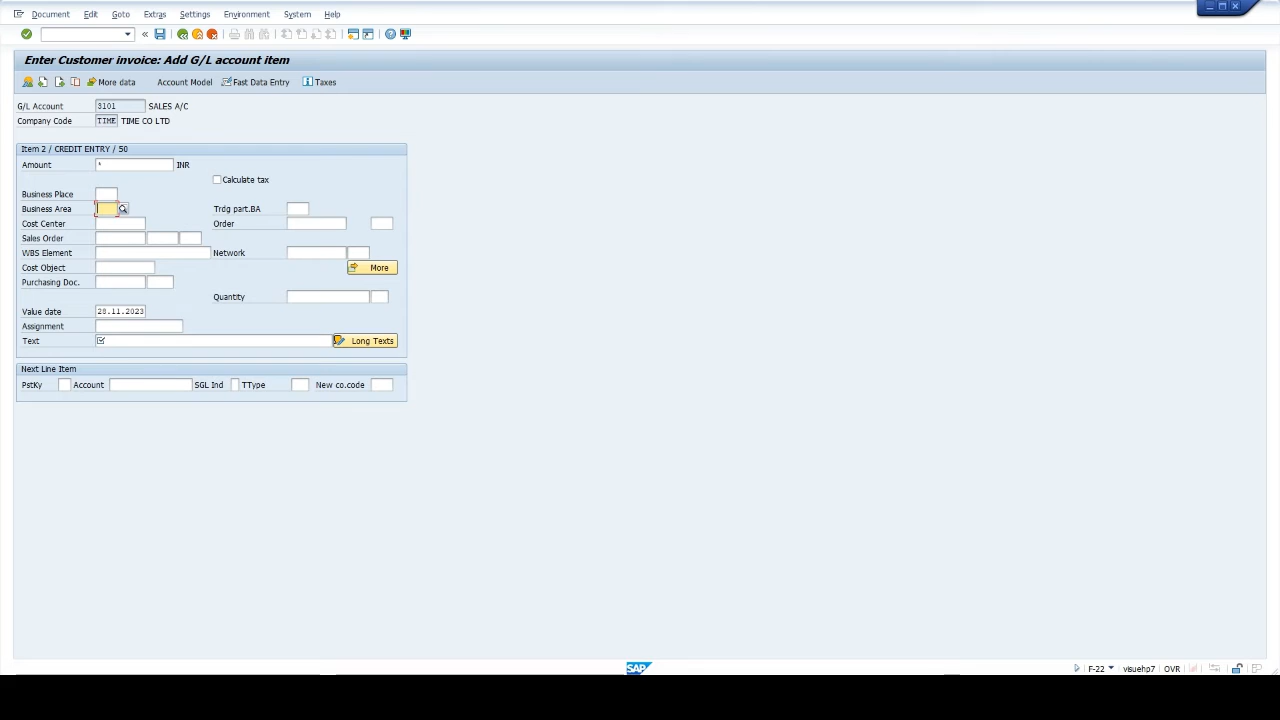 Document Edit Goto Extras Settings Environment System Help
Enter Customer invoice: Add G/L account item
More data Account Model Fast Data Entry Taxes
G/L Account 3101 SALES A/C
Company Code TIME TIME CO LTD
Item 2 / CREDIT ENTRY / 50
Amount * INR
Calculate tax
Business Place
Business Area Trdg part.BA
Cost Center Order
Sales Order
WBS Element Network
Cost Object More
Purchasing Doc.
Quantity
Value date 28.11.2023
Assignment
Text Long Texts
Next Line Item
PstKy Account SGL Ind TType New co.code
SAP F-22 visuehp7 OVR